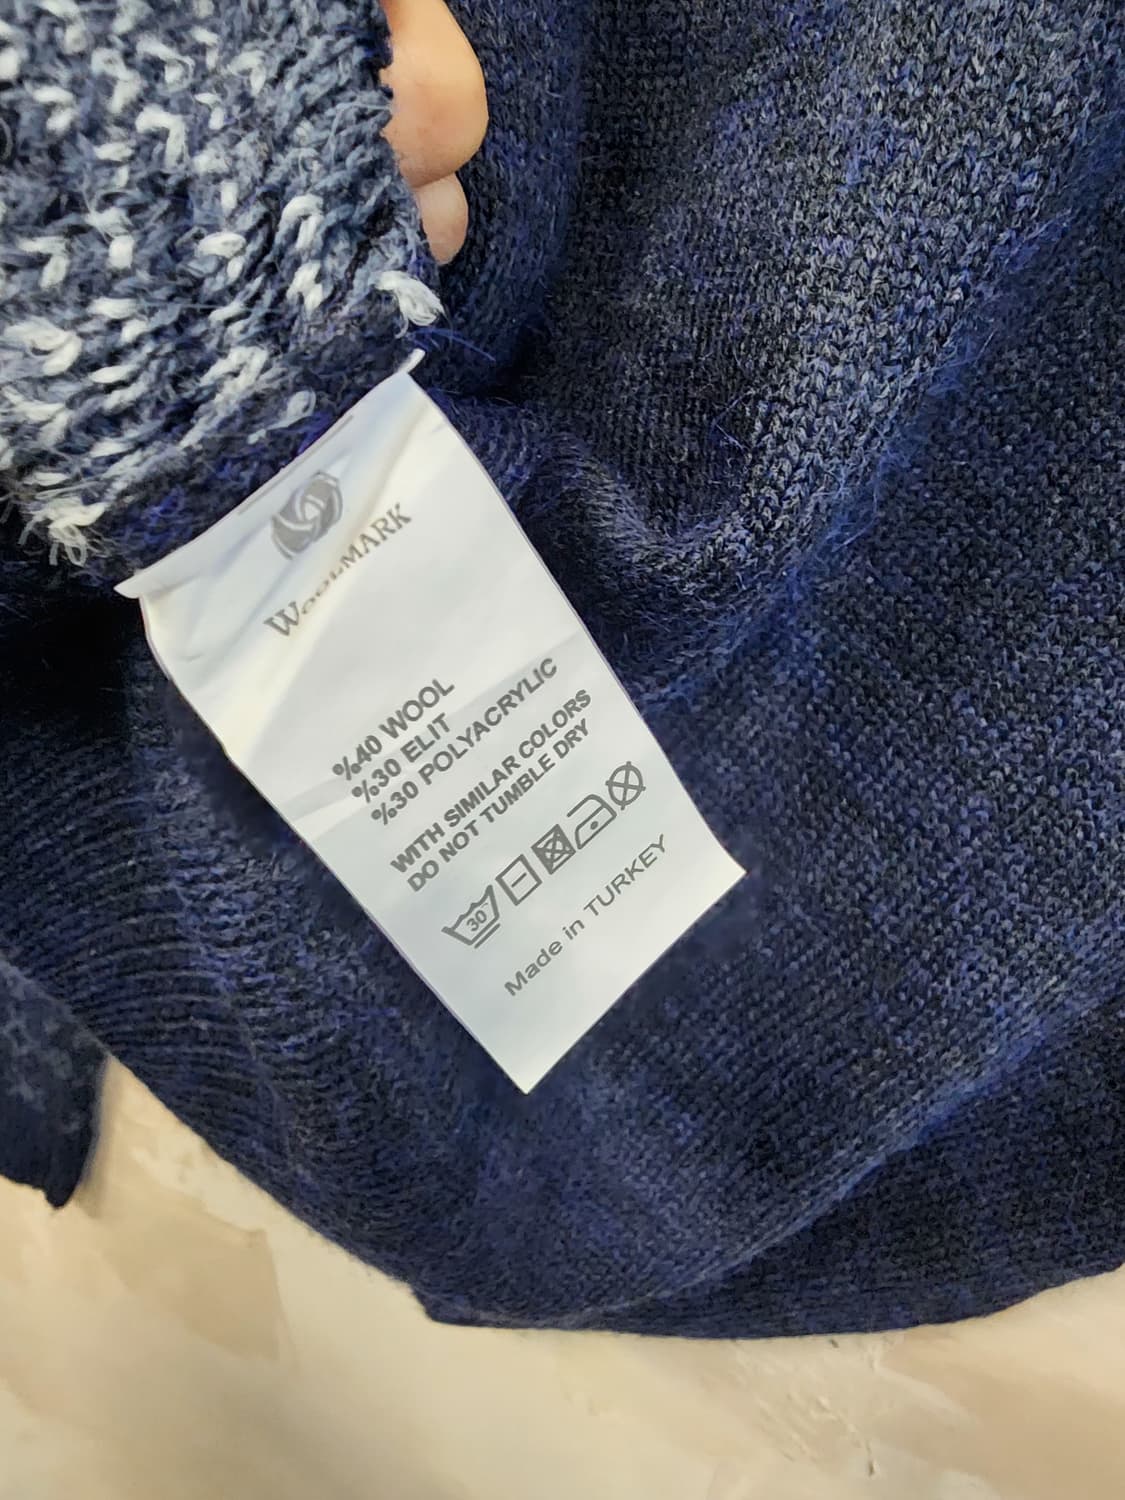 WOOLMARK
%40 WOOL
%30 ELIT
%30 POLYACRYLIC
WITH SIMILAR COLORS
DO NOT TUMBLE DRY
30
Made in TURKEY